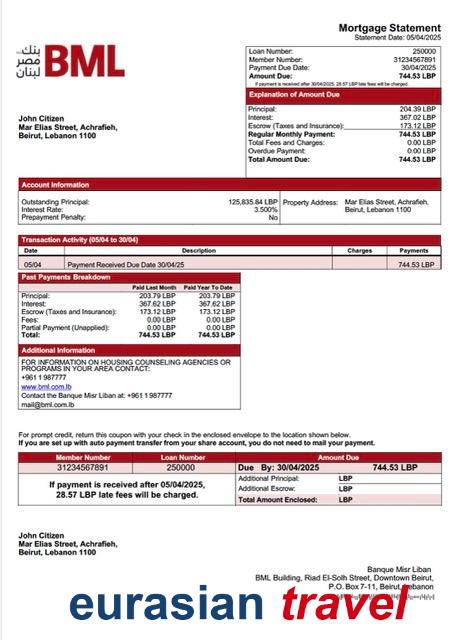 Mortgage Statement
Statement Date: 05/04/2025
بنك
مصر
لبنان
BML
Loan Number: 250000
Member Number: 31234567891
Payment Due Date: 30/04/2025
Amount Due: 744.53 LBP
If payment is received after 30/04/2025, 28.57 LBP late fees will be charged.
Explanation of Amount Due
Principal: 204.39 LBP
Interest: 367.02 LBP
Escrow (Taxes and Insurance): 173.12 LBP
Regular Monthly Payment: 744.53 LBP
Total Fees and Charges: 0.00 LBP
Overdue Payment: 0.00 LBP
Total Amount Due: 744.53 LBP
John Citizen
Mar Elias Street, Achrafieh,
Beirut, Lebanon 1100
Account Information
Outstanding Principal: 125,835.84 LBP
Interest Rate: 3.500%
Prepayment Penalty: No
Property Address: Mar Elias Street, Achrafieh,
Beirut, Lebanon 1100
Transaction Activity (05/04 to 30/04)
Date Description Charges Payments
05/04 Payment Received Due Date 30/04/25 744.53 LBP
Past Payments Breakdown
Paid Last Month Paid Year To Date
Principal: 203.79 LBP 203.79 LBP
Interest: 367.62 LBP 367.62 LBP
Escrow (Taxes and Insurance): 173.12 LBP 173.12 LBP
Fees: 0.00 LBP 0.00 LBP
Partial Payment (Unapplied): 0.00 LBP 0.00 LBP
Total: 744.53 LBP 744.53 LBP
Additional Information
FOR INFORMATION ON HOUSING COUNSELING AGENCIES OR
PROGRAMS IN YOUR AREA CONTACT:
+961 1 987777
www.bml.com.lb
Contact the Banque Misr Liban at: +961 1 987777
mail@bml.com.lb
For prompt credit, return this coupon with your check in the enclosed envelope to the location shown below.
If you are set up with auto payment transfer from your share account, you do not need to mail your payment.
Member Number Loan Number Amount Due
31234567891 250000 Due By: 30/04/2025 744.53 LBP
If payment is received after 05/04/2025,
28.57 LBP late fees will be charged.
Additional Principal: LBP
Additional Escrow: LBP
Total Amount Enclosed: LBP
John Citizen
Mar Elias Street, Achrafieh,
Beirut, Lebanon 1100
Banque Misr Liban
BML Building, Riad El-Solh Street, Downtown Beirut,
P.O. Box 7-11, Beirut, Lebanon
eurasian travel